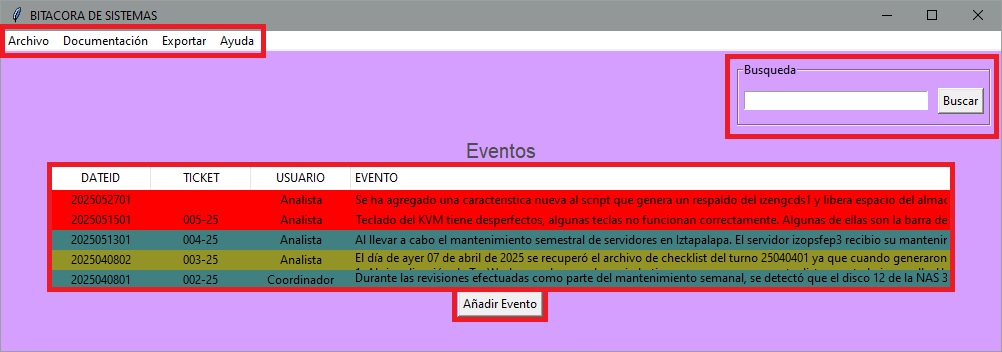 BITACORA DE SISTEMAS
Archivo Documentación Exportar Ayuda
Busqueda
Buscar
Eventos
DATEID TICKET USUARIO EVENTO
2025052701 Analista Se ha agregado una caracteristica nueva al script que genera un respaldo del izengcds1 y libera espacio del almac
2025051501 005-25 Analista Teclado del KVM tiene desperfectos, algunas teclas no funcionan correctamente. Algunas de ellas son la barra de
2025051301 004-25 Analista Al llevar a cabo el mantenimiento semestral de servidores en Iztapalapa. El servidor izopsfep3 recibio su mantenir
2025040802 003-25 Analista El día de ayer 07 de abril de 2025 se recuperó el archivo de checklist del turno 25040401 ya que cuando generaron
2025040801 002-25 Coordinador Durante las revisiones efectuadas como parte del mantenimiento semanal, se detectó que el disco 12 de la NAS 3
Añadir Evento